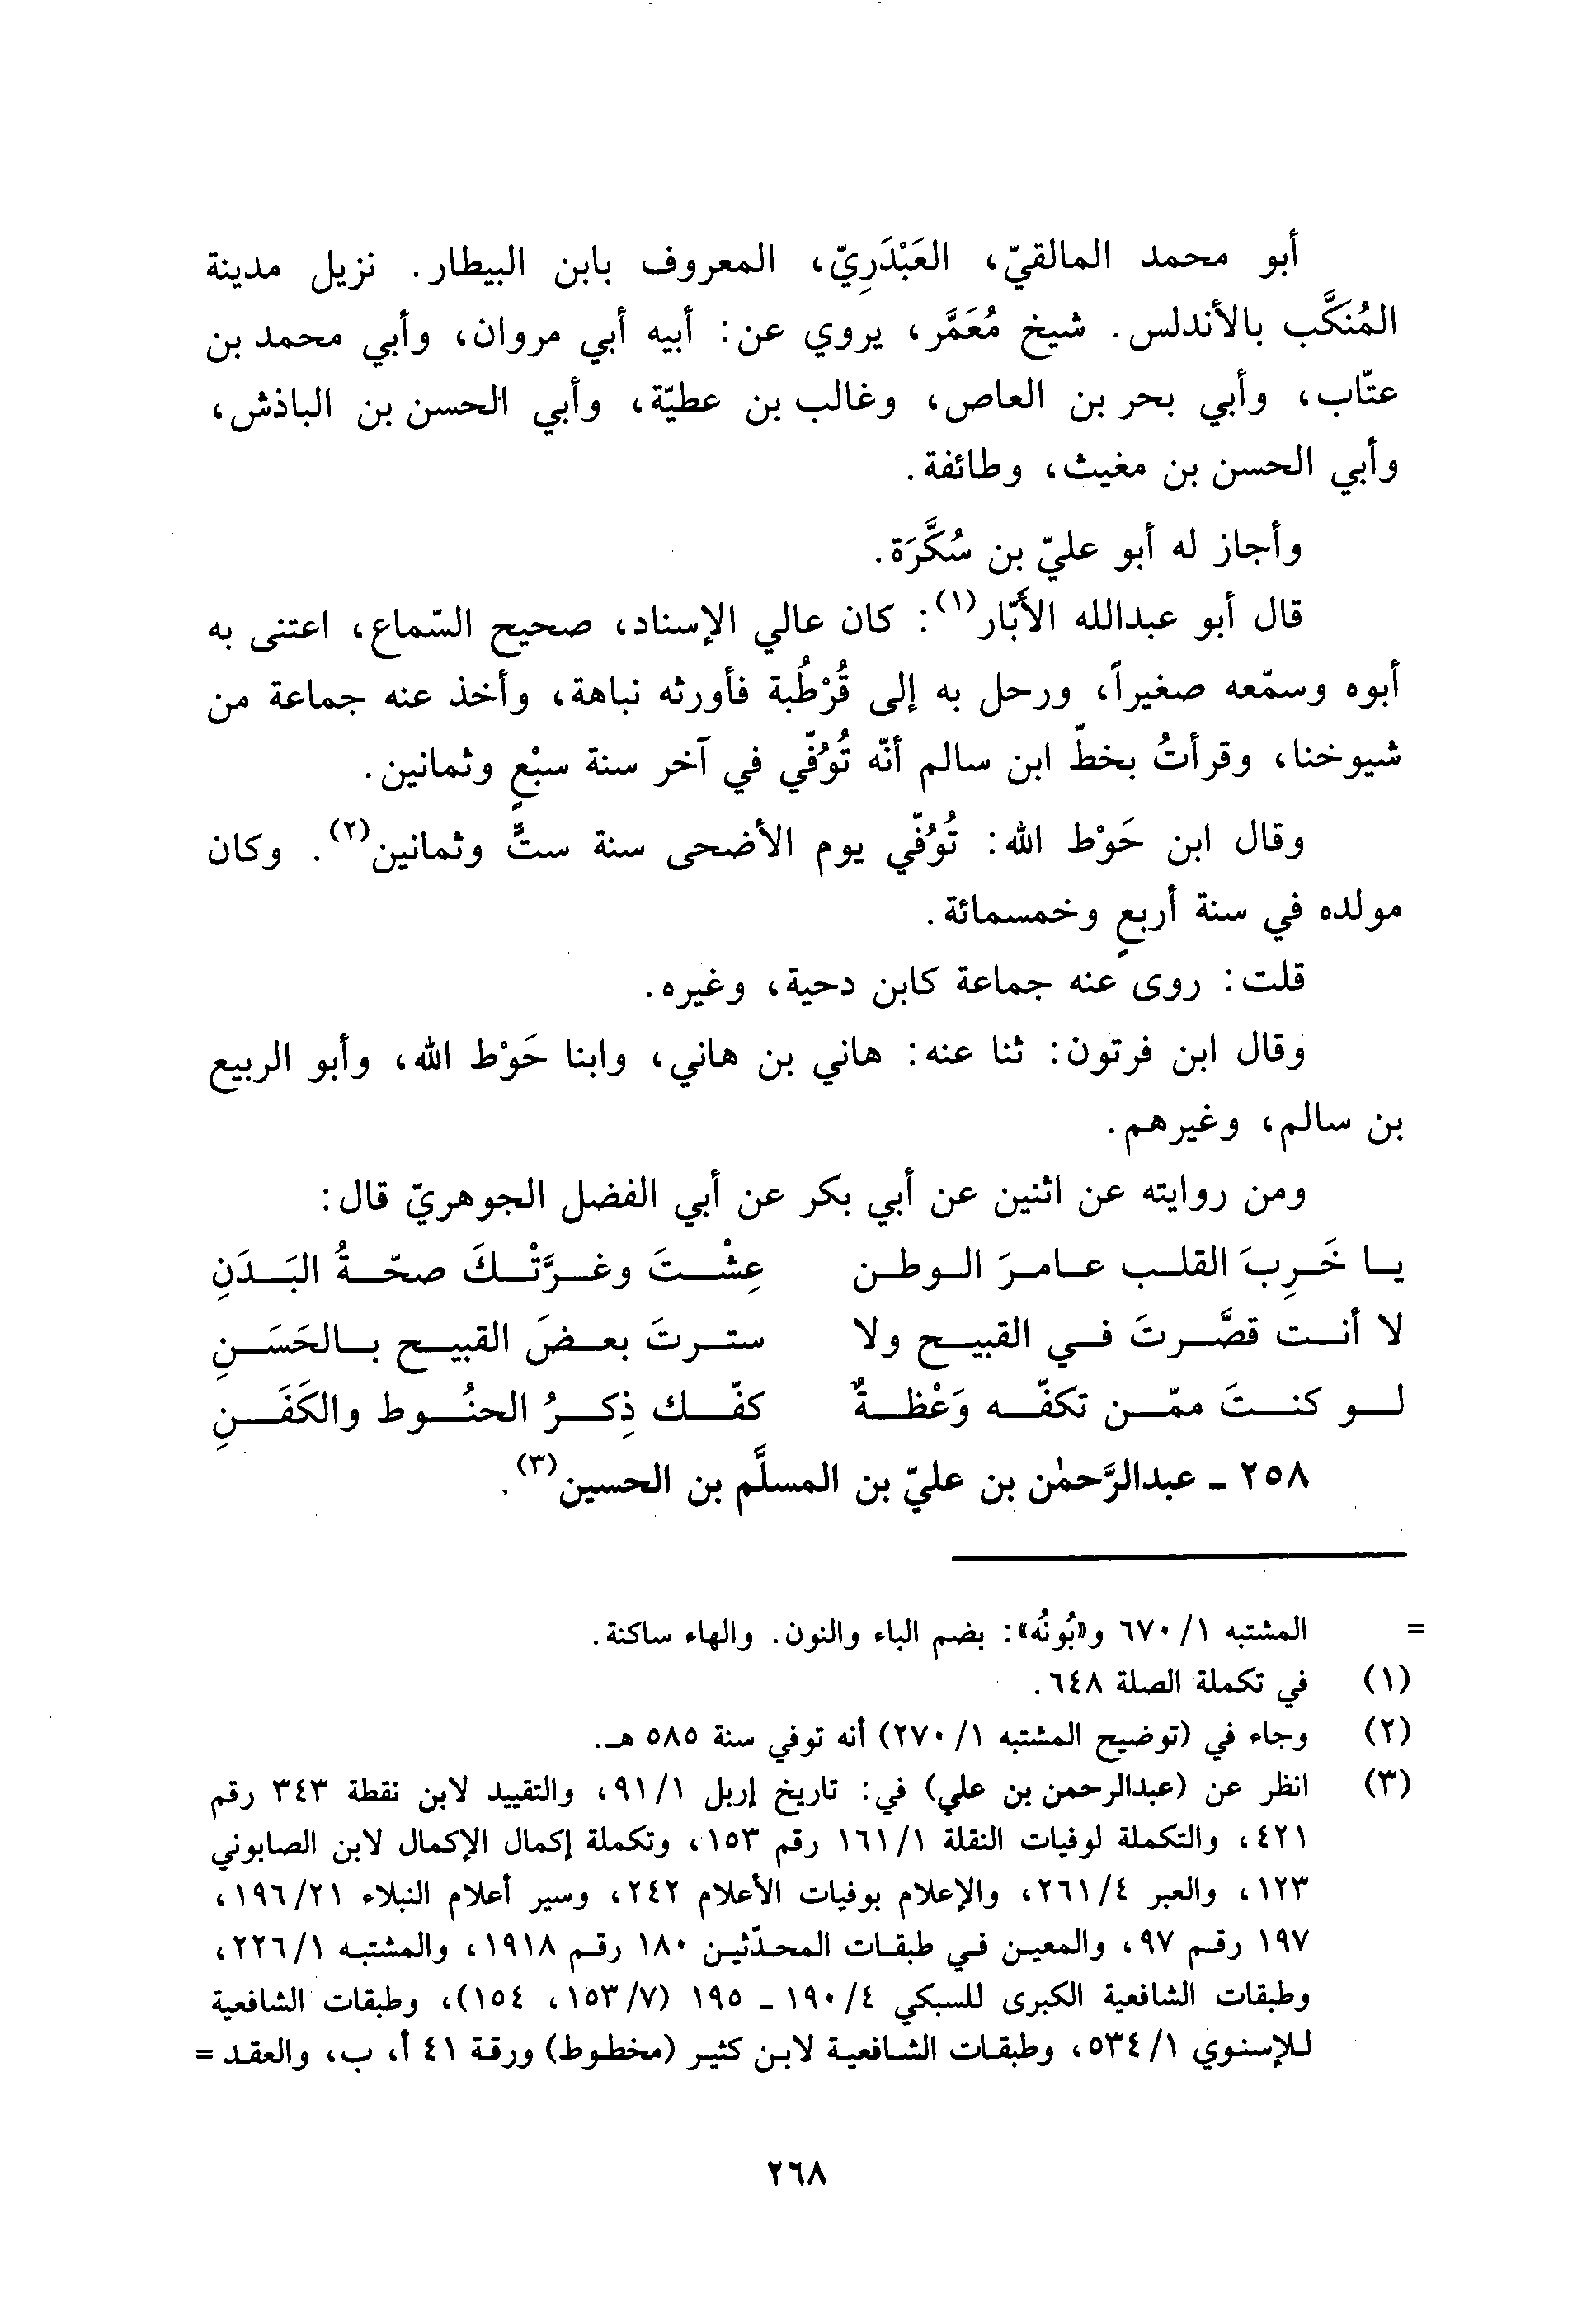 أبو محمد المالقيّ، العَبْدَرِيّ، المعروف بابن البيطار. نزيل مدينة
المُنَكَّب بالأندلس. شيخ مُعَمَّر، يروي عن: أبيه أبي مروان، وأبي محمد بن
عتّاب، وأبي بحر بن العاص، وغالب بن عطيّة، وأبي الحسن بن الباذش،
وأبي الحسن بن مغيث، وطائفة.
وأجاز له أبو عليّ بن سُكَّرَة.
قال أبو عبدالله الأبّار(١): كان عالي الإسناد، صحيح السّماع، اعتنى به
أبوه وسمّعه صغيراً، ورحل به إلى قُرْطُبة فأورثه نباهة، وأخذ عنه جماعة من
شيوخنا، وقرأتُ بخطّ ابن سالم أنّه تُوُفّي في آخر سنة سبْعٍ وثمانين.
وقال ابن حَوْط الله: تُوُفّي يوم الأضحى سنة ستٍّ وثمانين(٢). وكان
مولده في سنة أربعٍ وخمسمائة.
قلت: روى عنه جماعة كابن دحية، وغيره.
وقال ابن فرتون: ثنا عنه: هاني بن هاني، وابنا حَوْط الله، وأبو الربيع
بن سالم، وغيرهم.
ومن روايته عن اثنين عن أبي بكر عن أبي الفضل الجوهريّ قال:
يا خَرِبَ القلب عامرَ الوطن عِشْتَ وغرَّتْكَ صحّةُ البَدَنِ
لا أنت قصَّرتَ في القبيح ولا سترتَ بعضَ القبيح بالحَسَنِ
لو كنتَ ممّن تكفّه وَعْظةٌ كفّك ذِكرُ الحنُوط والكَفَنِ
٢٥٨ ـ عبدالرَّحمٰن بن عليّ بن المسلَّم بن الحسين(٣).
= المشتبه ١/ ٦٧٠ و«بُونُه»: بضم الباء والنون. والهاء ساكنة.
(١) في تكملة الصلة ٦٤٨.
(٢) وجاء في (توضيح المشتبه ١/ ٢٧٠) أنه توفي سنة ٥٨٥ هـ.
(٣) انظر عن (عبدالرحمن بن علي) في: تاريخ إربل ١/ ٩١، والتقييد لابن نقطة ٣٤٣ رقم
٤٢١، والتكملة لوفيات النقلة ١/ ١٦١ رقم ١٥٣، وتكملة إكمال الإكمال لابن الصابوني
١٢٣، والعبر ٤/ ٢٦١، والإعلام بوفيات الأعلام ٢٤٢، وسير أعلام النبلاء ٢١/ ١٩٦،
١٩٧ رقم ٩٧، والمعين في طبقات المحدّثين ١٨٠ رقم ١٩١٨، والمشتبه ١/ ٢٢٦،
وطبقات الشافعية الكبرى للسبكي ٤/ ١٩٠ ـ ١٩٥ (٧/ ١٥٣، ١٥٤)، وطبقات الشافعية
للإسنوي ١/ ٥٣٤، وطبقات الشافعية لابن كثير (مخطوط) ورقة ٤١ أ، ب، والعقد =
٢٦٨